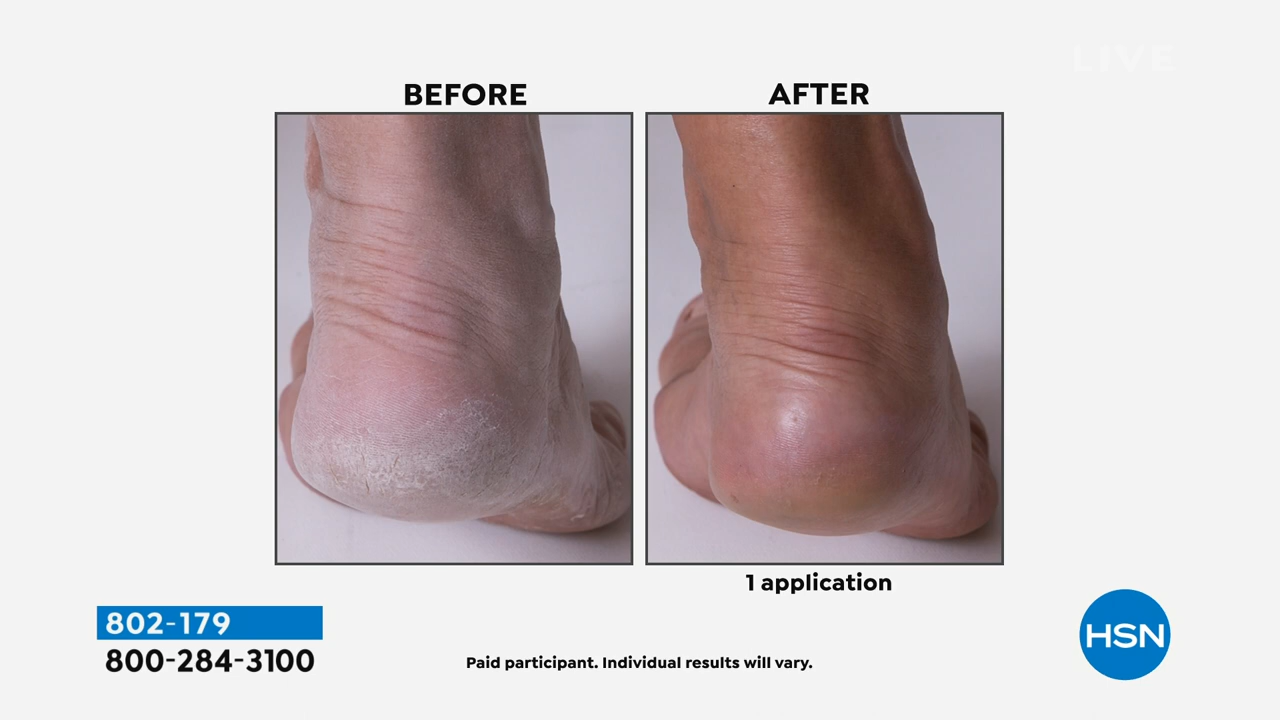 LIVE
BEFORE
AFTER
1 application
802-179
800-284-3100
Paid participant. Individual results will vary.
HSN